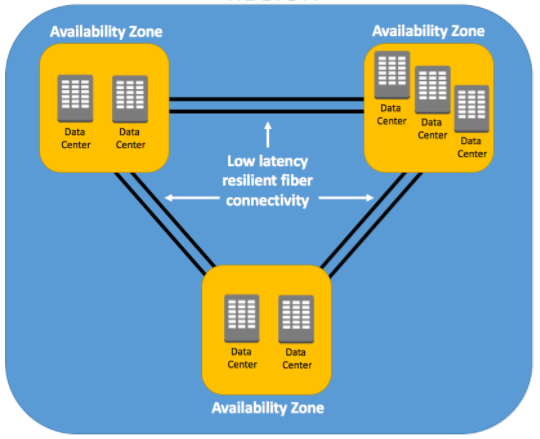 Availability Zone
Availability Zone
Data
Center
Data
Center
Data
Center
Data
Center
Data
Center
Low latency
resilient fiber
connectivity
Data
Center
Data
Center
Availability Zone